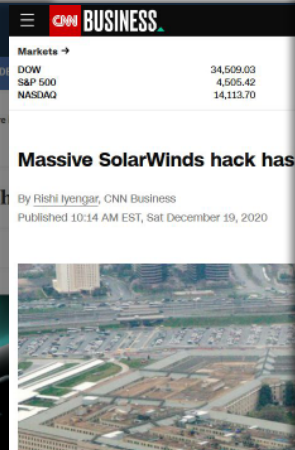 CNN BUSINESS
Markets →
DOW 34,509.03
S&P 500 4,505.42
NASDAQ 14,113.70
Massive SolarWinds hack has
By Rishi Iyengar, CNN Business
Published 10:14 AM EST, Sat December 19, 2020